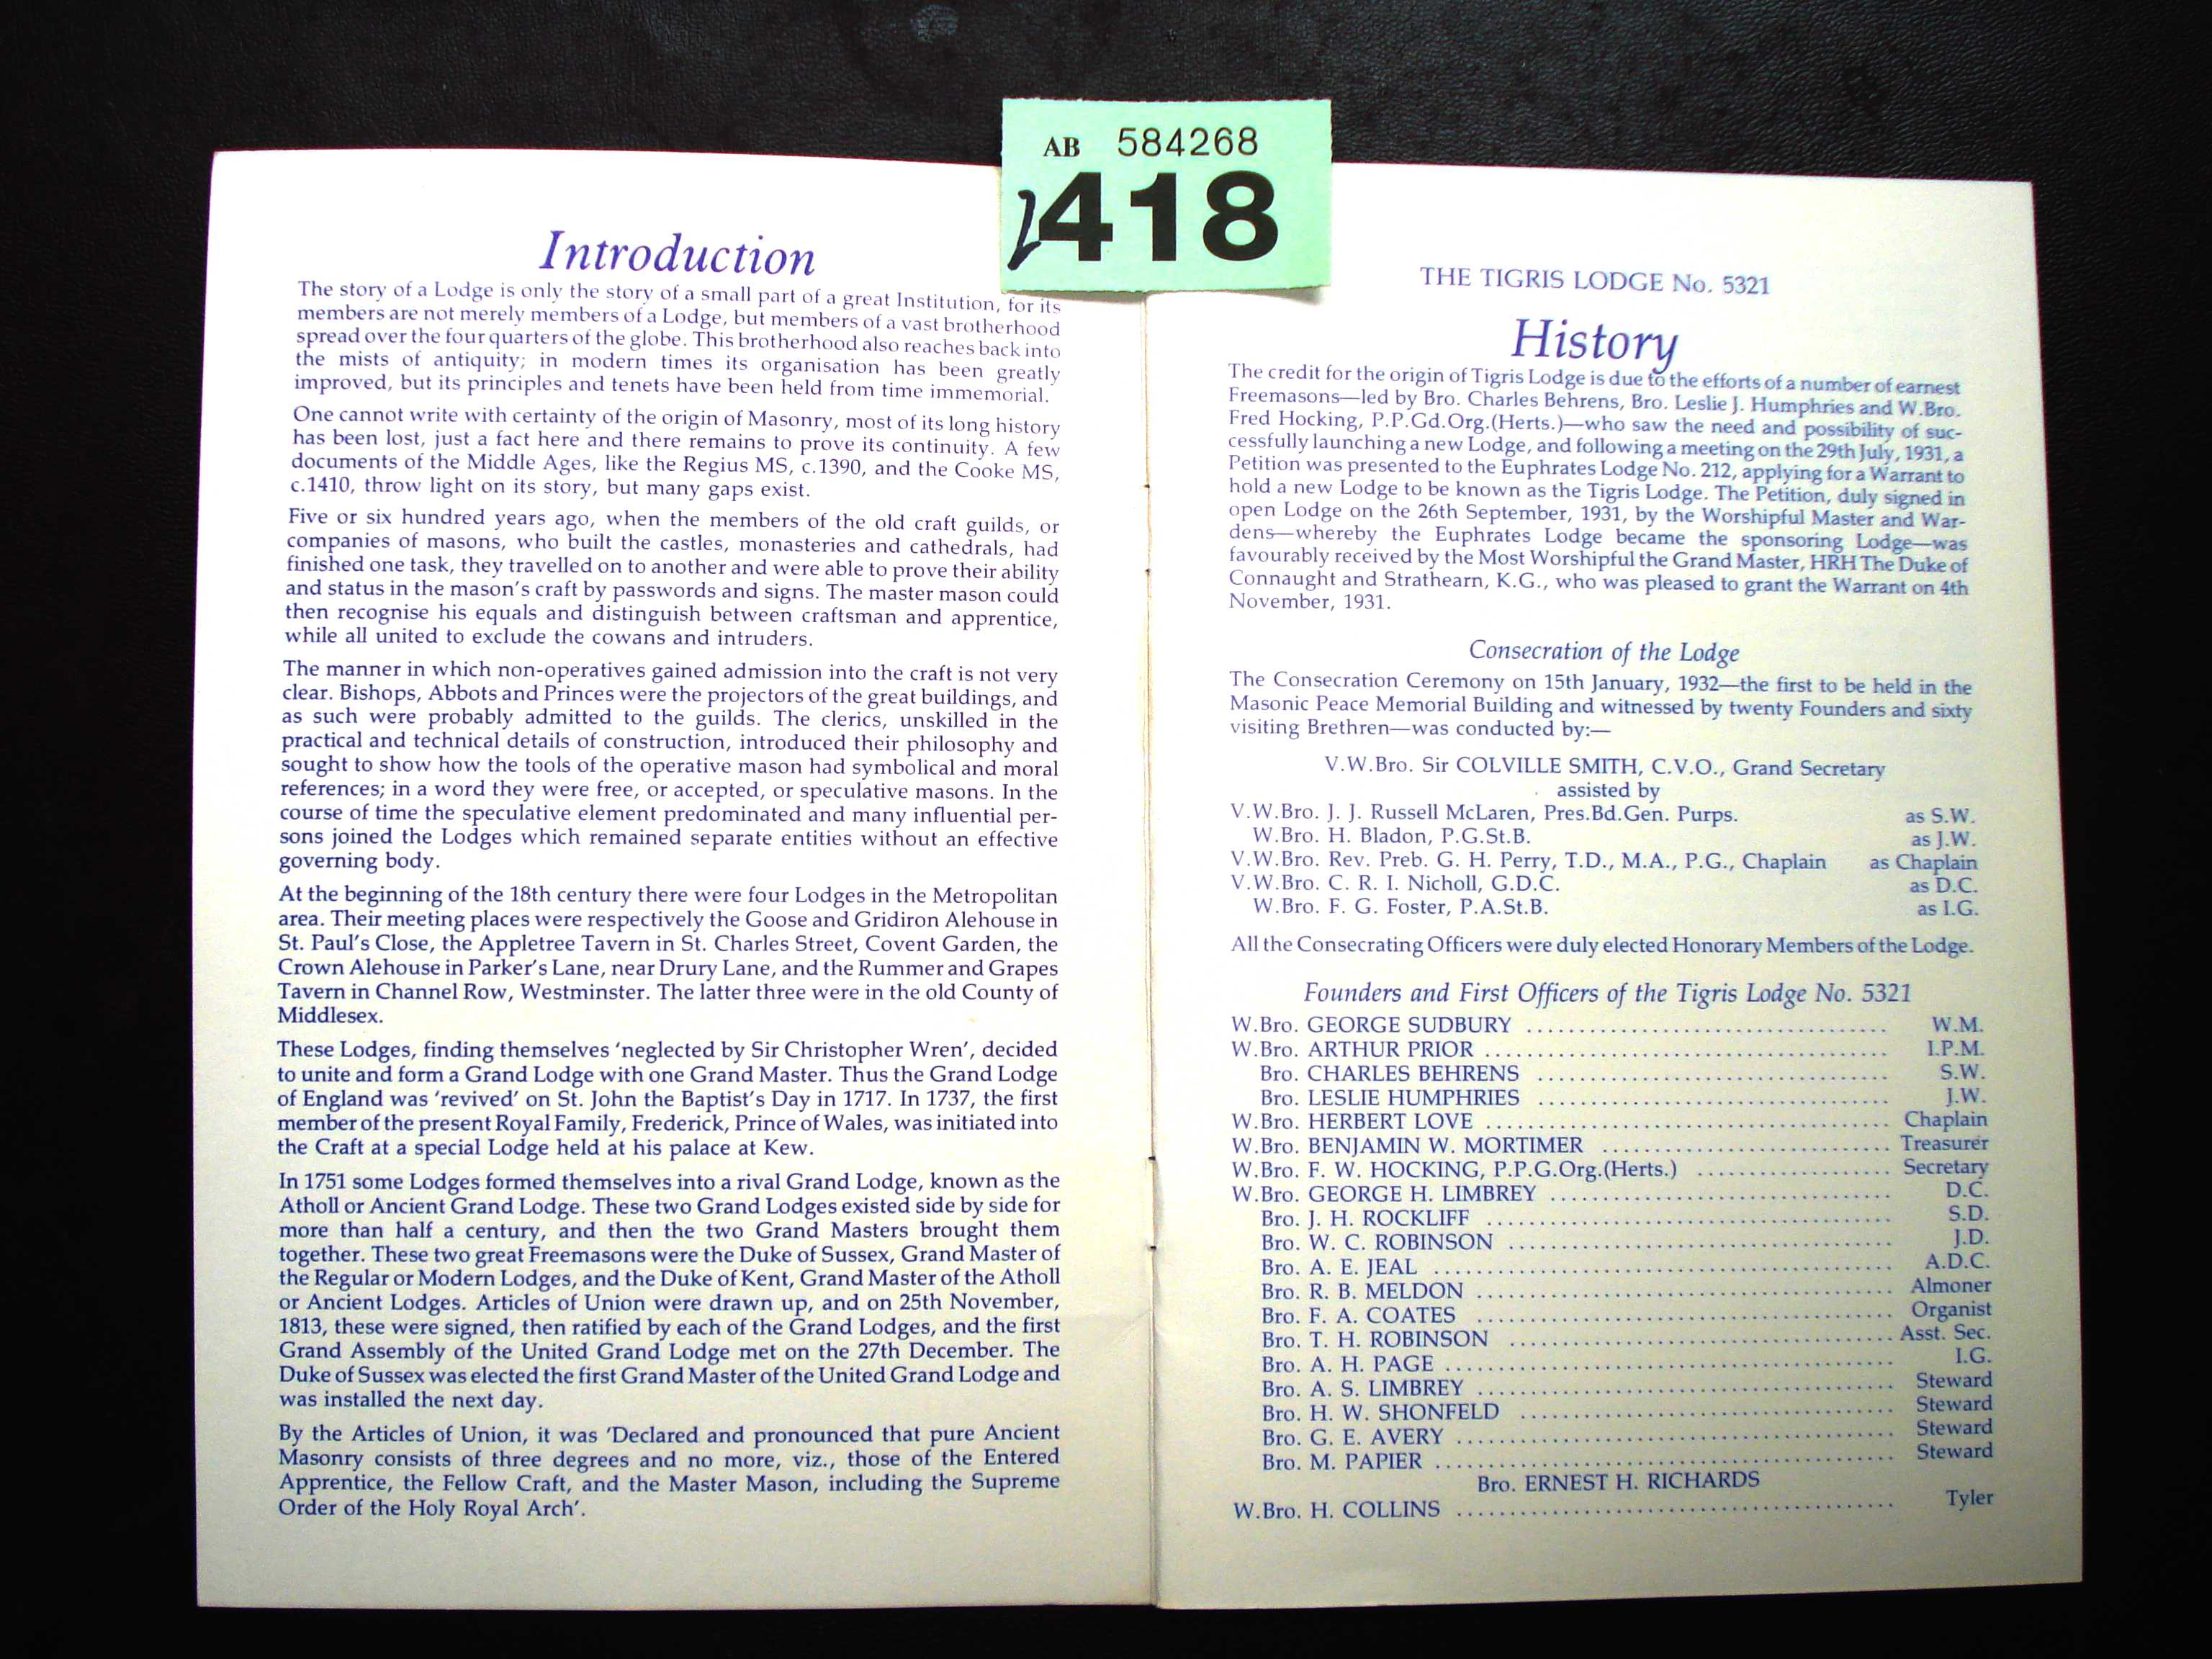 AB 584268
L418
Introduction
The story of a Lodge is only the story of a small part of a great Institution, for its
members are not merely members of a Lodge, but members of a vast brotherhood
spread over the four quarters of the globe. This brotherhood also reaches back into
the mists of antiquity; in modern times its organisation has been greatly
improved, but its principles and tenets have been held from time immemorial.
One cannot write with certainty of the origin of Masonry, most of its long history
has been lost, just a fact here and there remains to prove its continuity. A few
documents of the Middle Ages, like the Regius MS, c.1390, and the Cooke MS,
c.1410, throw light on its story, but many gaps exist.
Five or six hundred years ago, when the members of the old craft guilds, or
companies of masons, who built the castles, monasteries and cathedrals, had
finished one task, they travelled on to another and were able to prove their ability
and status in the mason's craft by passwords and signs. The master mason could
then recognise his equals and distinguish between craftsman and apprentice,
while all united to exclude the cowans and intruders.
The manner in which non-operatives gained admission into the craft is not very
clear. Bishops, Abbots and Princes were the projectors of the great buildings, and
as such were probably admitted to the guilds. The clerics, unskilled in the
practical and technical details of construction, introduced their philosophy and
sought to show how the tools of the operative mason had symbolical and moral
references; in a word they were free, or accepted, or speculative masons. In the
course of time the speculative element predominated and many influential per-
sons joined the Lodges which remained separate entities without an effective
governing body.
At the beginning of the 18th century there were four Lodges in the Metropolitan
area. Their meeting places were respectively the Goose and Gridiron Alehouse in
St. Paul's Close, the Appletree Tavern in St. Charles Street, Covent Garden, the
Crown Alehouse in Parker's Lane, near Drury Lane, and the Rummer and Grapes
Tavern in Channel Row, Westminster. The latter three were in the old County of
Middlesex.
These Lodges, finding themselves 'neglected by Sir Christopher Wren', decided
to unite and form a Grand Lodge with one Grand Master. Thus the Grand Lodge
of England was 'revived' on St. John the Baptist's Day in 1717. In 1737, the first
member of the present Royal Family, Frederick, Prince of Wales, was initiated into
the Craft at a special Lodge held at his palace at Kew.
In 1751 some Lodges formed themselves into a rival Grand Lodge, known as the
Atholl or Ancient Grand Lodge. These two Grand Lodges existed side by side for
more than half a century, and then the two Grand Masters brought them
together. These two great Freemasons were the Duke of Sussex, Grand Master of
the Regular or Modern Lodges, and the Duke of Kent, Grand Master of the Atholl
or Ancient Lodges. Articles of Union were drawn up, and on 25th November,
1813, these were signed, then ratified by each of the Grand Lodges, and the first
Grand Assembly of the United Grand Lodge met on the 27th December. The
Duke of Sussex was elected the first Grand Master of the United Grand Lodge and
was installed the next day.
By the Articles of Union, it was 'Declared and pronounced that pure Ancient
Masonry consists of three degrees and no more, viz., those of the Entered
Apprentice, the Fellow Craft, and the Master Mason, including the Supreme
Order of the Holy Royal Arch'.
THE TIGRIS LODGE No. 5321
History
The credit for the origin of Tigris Lodge is due to the efforts of a number of earnest
Freemasons—led by Bro. Charles Behrens, Bro. Leslie J. Humphries and W.Bro.
Fred Hocking, P.P.Gd.Org.(Herts.)—who saw the need and possibility of suc-
cessfully launching a new Lodge, and following a meeting on the 29th July, 1931, a
Petition was presented to the Euphrates Lodge No. 212, applying for a Warrant to
hold a new Lodge to be known as the Tigris Lodge. The Petition, duly signed in
open Lodge on the 26th September, 1931, by the Worshipful Master and War-
dens—whereby the Euphrates Lodge became the sponsoring Lodge—was
favourably received by the Most Worshipful the Grand Master, HRH The Duke of
Connaught and Strathearn, K.G., who was pleased to grant the Warrant on 4th
November, 1931.
Consecration of the Lodge
The Consecration Ceremony on 15th January, 1932—the first to be held in the
Masonic Peace Memorial Building and witnessed by twenty Founders and sixty
visiting Brethren—was conducted by:—
V.W.Bro. Sir COLVILLE SMITH, C.V.O., Grand Secretary
assisted by
V.W.Bro. J. J. Russell McLaren, Pres.Bd.Gen. Purps. as S.W.
W.Bro. H. Bladon, P.G.St.B. as J.W.
V.W.Bro. Rev. Preb. G. H. Perry, T.D., M.A., P.G., Chaplain as Chaplain
V.W.Bro. C. R. I. Nicholl, G.D.C. as D.C.
W.Bro. F. G. Foster, P.A.St.B. as I.G.
All the Consecrating Officers were duly elected Honorary Members of the Lodge.
Founders and First Officers of the Tigris Lodge No. 5321
W.Bro. GEORGE SUDBURY ........ W.M.
W.Bro. ARTHUR PRIOR ........ I.P.M.
Bro. CHARLES BEHRENS ........ S.W.
Bro. LESLIE HUMPHRIES ........ J.W.
W.Bro. HERBERT LOVE ........ Chaplain
W.Bro. BENJAMIN W. MORTIMER ........ Treasurer
W.Bro. F. W. HOCKING, P.P.G.Org.(Herts.) ........ Secretary
W.Bro. GEORGE H. LIMBREY ........ D.C.
Bro. J. H. ROCKLIFF ........ S.D.
Bro. W. C. ROBINSON ........ J.D.
Bro. A. E. JEAL ........ A.D.C.
Bro. R. B. MELDON ........ Almoner
Bro. F. A. COATES ........ Organist
Bro. T. H. ROBINSON ........ Asst. Sec.
Bro. A. H. PAGE ........ I.G.
Bro. A. S. LIMBREY ........ Steward
Bro. H. W. SHONFELD ........ Steward
Bro. G. E. AVERY ........ Steward
Bro. M. PAPIER ........ Steward
Bro. ERNEST H. RICHARDS
W.Bro. H. COLLINS ........ Tyler